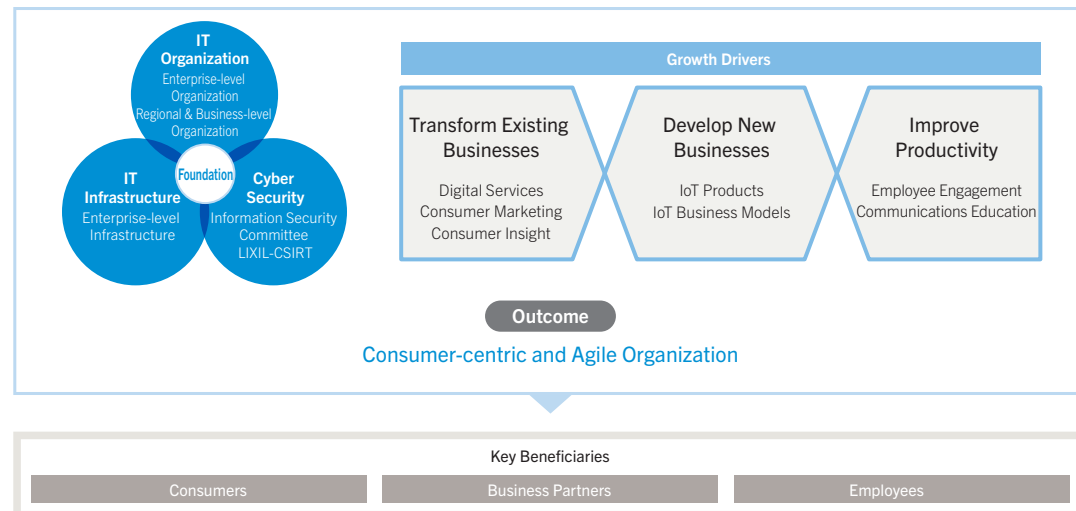 IT
Organization
Enterprise-level
Organization
Regional & Business-level
Organization
Foundation
IT
Infrastructure
Enterprise-level
Infrastructure
Cyber
Security
Information Security
Committee
LIXIL-CSIRT
Growth Drivers
Transform Existing
Businesses
Digital Services
Consumer Marketing
Consumer Insight
Develop New
Businesses
IoT Products
IoT Business Models
Improve
Productivity
Employee Engagement
Communications Education
Outcome
Consumer-centric and Agile Organization
Key Beneficiaries
Consumers
Business Partners
Employees